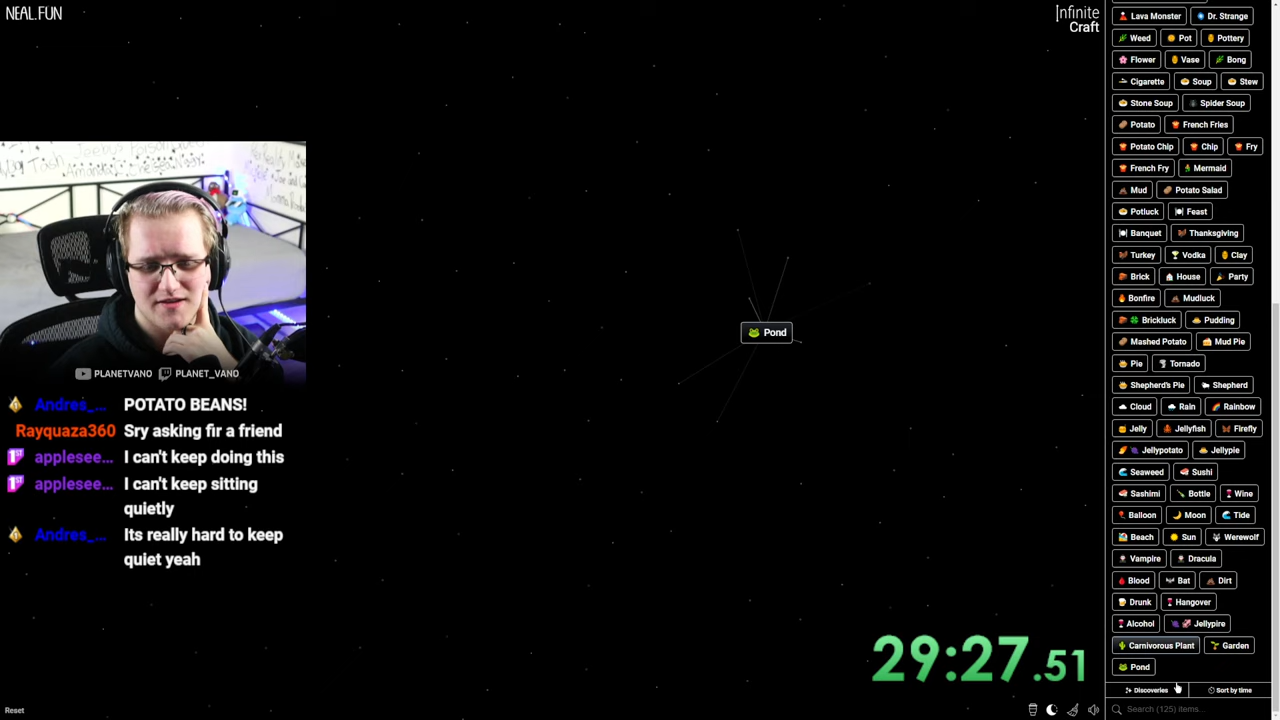 NEAL.FUN
Infinite
Craft
Lava Monster Dr. Strange
Weed Pot Pottery
Flower Vase Bong
Cigarette Soup Stew
Stone Soup Spider Soup
Potato French Fries
Potato Chip Chip Fry
French Fry Mermaid
Mud Potato Salad
Potluck Feast
Banquet Thanksgiving
Turkey Vodka Clay
Brick House Party
Bonfire Mudluck
Brickluck Pudding
Mashed Potato Mud Pie
Pie Tornado
Shepherd's Pie Shepherd
Cloud Rain Rainbow
Jelly Jellyfish Firefly
Jellypotato Jellypie
Seaweed Sushi
Sashimi Bottle Wine
Balloon Moon Tide
Beach Sun Werewolf
Vampire Dracula
Blood Bat Dirt
Drunk Hangover
Alcohol Jellypire
Carnivorous Plant Garden
Pond
Discoveries Sort by time
Search (125) items...
Pond
PLANETVANO PLANET_VAND
Andres_... POTATO BEANS!
Rayquaza360 Sry asking fir a friend
1ST applesee... I can't keep doing this
1ST applesee... I can't keep sitting
quietly
Andres_... Its really hard to keep
quiet yeah
29:27.51
Reset